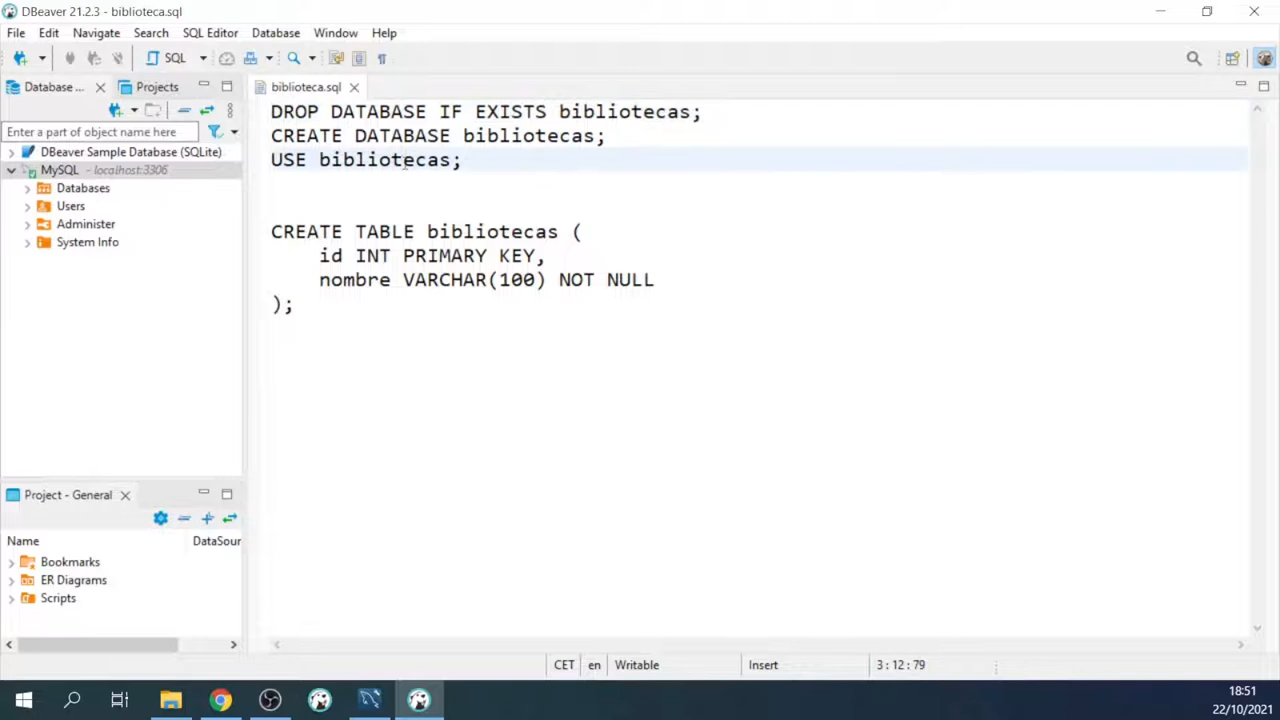 DBeaver 21.2.3 - biblioteca.sql
File Edit Navigate Search SQL Editor Database Window Help
SQL
Database ... Projects
biblioteca.sql
Enter a part of object name here
DBeaver Sample Database (SQLite)
MySQL - localhost:3306
Databases
Users
Administer
System Info
DROP DATABASE IF EXISTS bibliotecas;
CREATE DATABASE bibliotecas;
USE bibliotecas;
CREATE TABLE bibliotecas (
id INT PRIMARY KEY,
nombre VARCHAR(100) NOT NULL
);
Project - General
Name DataSour
Bookmarks
ER Diagrams
Scripts
CET en Writable Insert 3 : 12 : 79
18:51
22/10/2021